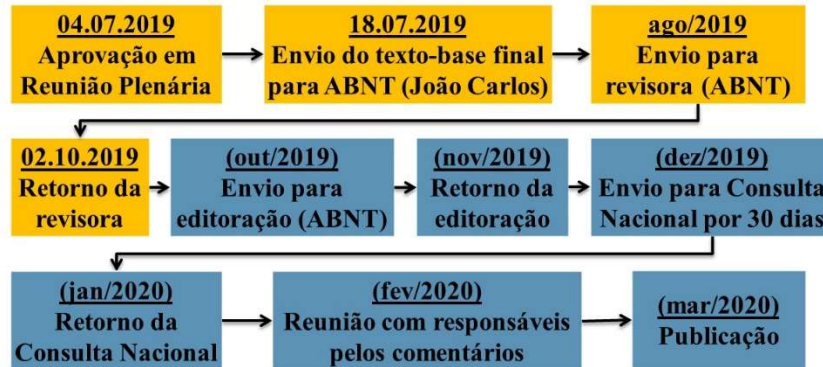 04.07.2019
Aprovação em
Reunião Plenária
18.07.2019
Envio do texto-base final
para ABNT (João Carlos)
ago/2019
Envio para
revisora (ABNT)
02.10.2019
Retorno da
revisora
(out/2019)
Envio para
editoração (ABNT)
(nov/2019)
Retorno da
editoração
(dez/2019)
Envio para Consulta
Nacional por 30 dias
(jan/2020)
Retorno da
Consulta Nacional
(fev/2020)
Reunião com responsáveis
pelos comentários
(mar/2020)
Publicação